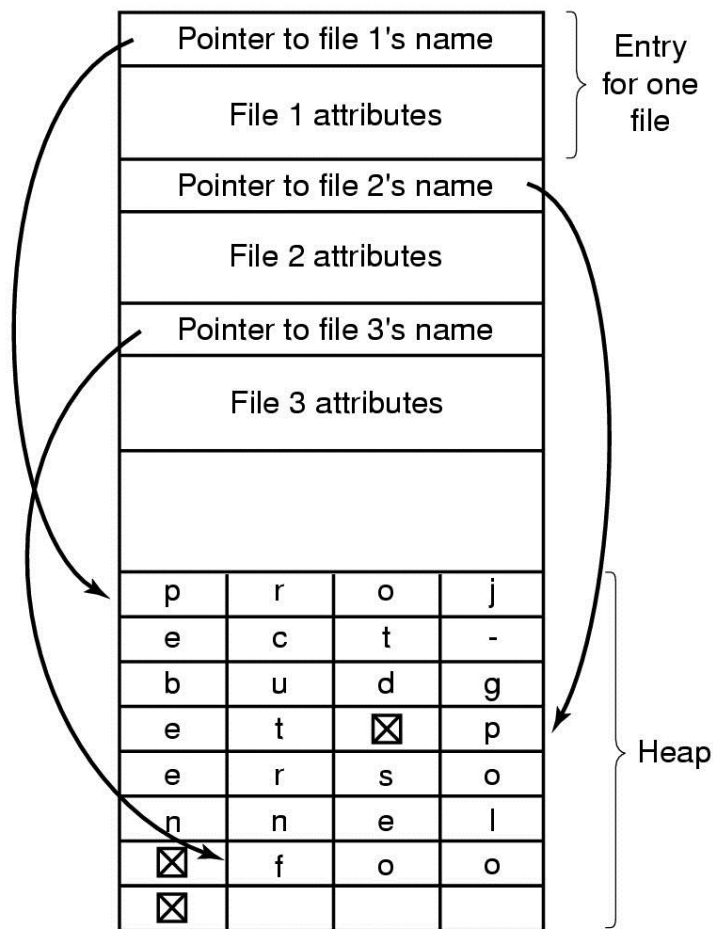 Pointer to file 1's name
Entry
for one
file
File 1 attributes
Pointer to file 2's name
File 2 attributes
Pointer to file 3's name
File 3 attributes
p r o j
e c t -
b u d g
e t ☒ p
e r s o
n n e l
☒ f o o
☒
Heap